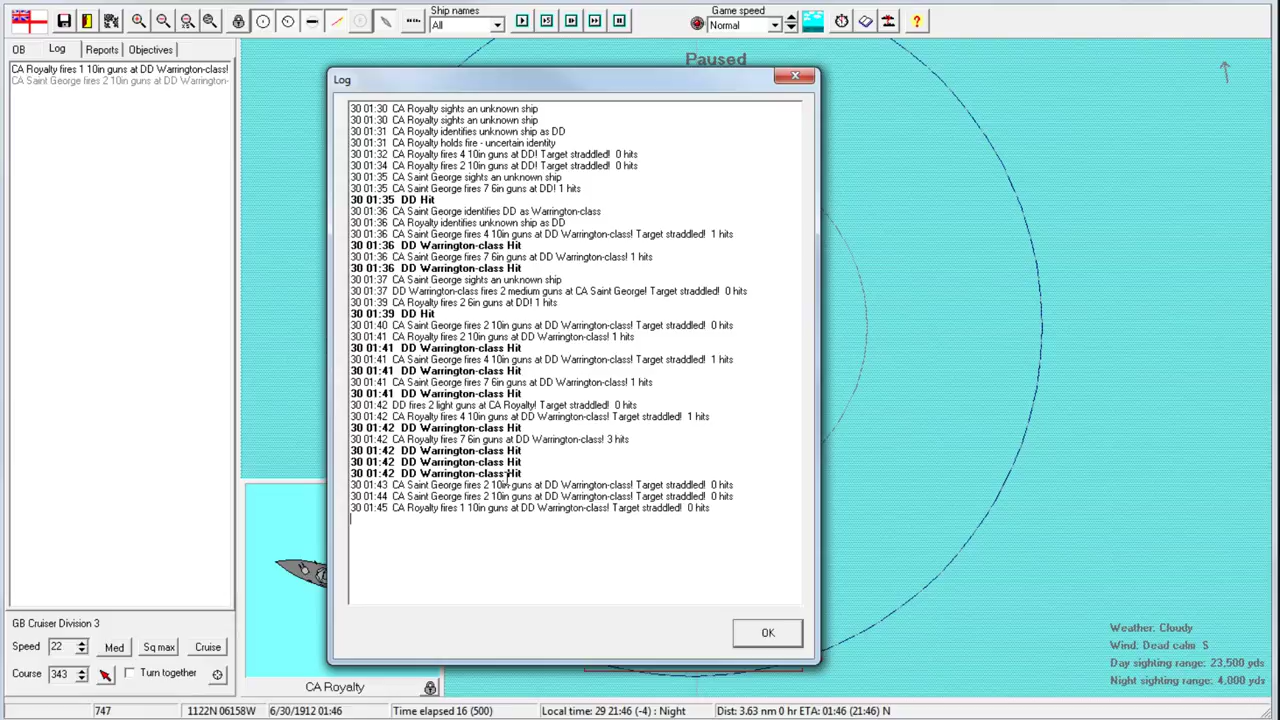 Ship names
All
Game speed
Normal
OB
Log
Reports
Objectives
CA Royalty fires 1 10in guns at DD Warrington-class!
CA Saint George fires 2 10in guns at DD Warrington-
Paused
Log
30 01:30 CA Royalty sights an unknown ship
30 01:30 CA Royalty sights an unknown ship
30 01:31 CA Royalty identifies unknown ship as DD
30 01:31 CA Royalty holds fire - uncertain identity
30 01:32 CA Royalty fires 4 10in guns at DD! Target straddled! 0 hits
30 01:34 CA Royalty fires 2 10in guns at DD! Target straddled! 0 hits
30 01:35 CA Saint George sights an unknown ship
30 01:35 CA Saint George fires 7 6in guns at DD! 1 hits
30 01:35 DD Hit
30 01:36 CA Saint George identifies DD as Warrington-class
30 01:36 CA Royalty identifies unknown ship as DD
30 01:36 CA Saint George fires 4 10in guns at DD Warrington-class! Target straddled! 1 hits
30 01:36 DD Warrington-class Hit
30 01:36 CA Saint George fires 7 6in guns at DD Warrington-class! 1 hits
30 01:36 DD Warrington-class Hit
30 01:37 CA Saint George sights an unknown ship
30 01:37 DD Warrington-class fires 2 medium guns at CA Saint George! Target straddled! 0 hits
30 01:39 CA Royalty fires 2 6in guns at DD! 1 hits
30 01:39 DD Hit
30 01:40 CA Saint George fires 2 10in guns at DD Warrington-class! Target straddled! 0 hits
30 01:41 CA Royalty fires 2 10in guns at DD Warrington-class! 1 hits
30 01:41 DD Warrington-class Hit
30 01:41 CA Saint George fires 4 10in guns at DD Warrington-class! Target straddled! 1 hits
30 01:41 DD Warrington-class Hit
30 01:41 CA Saint George fires 7 6in guns at DD Warrington-class! 1 hits
30 01:41 DD Warrington-class Hit
30 01:42 DD fires 2 light guns at CA Royalty! Target straddled! 0 hits
30 01:42 CA Royalty fires 4 10in guns at DD Warrington-class! Target straddled! 1 hits
30 01:42 DD Warrington-class Hit
30 01:42 CA Royalty fires 7 6in guns at DD Warrington-class! 3 hits
30 01:42 DD Warrington-class Hit
30 01:42 DD Warrington-class Hit
30 01:42 DD Warrington-class Hit
30 01:43 CA Saint George fires 2 10in guns at DD Warrington-class! Target straddled! 0 hits
30 01:44 CA Saint George fires 2 10in guns at DD Warrington-class! Target straddled! 0 hits
30 01:45 CA Royalty fires 1 10in guns at DD Warrington-class! Target straddled! 0 hits
OK
GB Cruiser Division 3
Speed 22 Med Sq max Cruise
Course 343 Turn together
CA Royalty
Weather: Cloudy
Wind: Dead calm S
Day sighting range: 23,500 yds
Night sighting range: 4,000 yds
747
1122N 06158W
6/30/1912 01:46
Time elapsed 16 (500)
Local time: 29 21:46 (-4) : Night
Dist: 3.63 nm 0 hr ETA: 01:46 (21:46) N